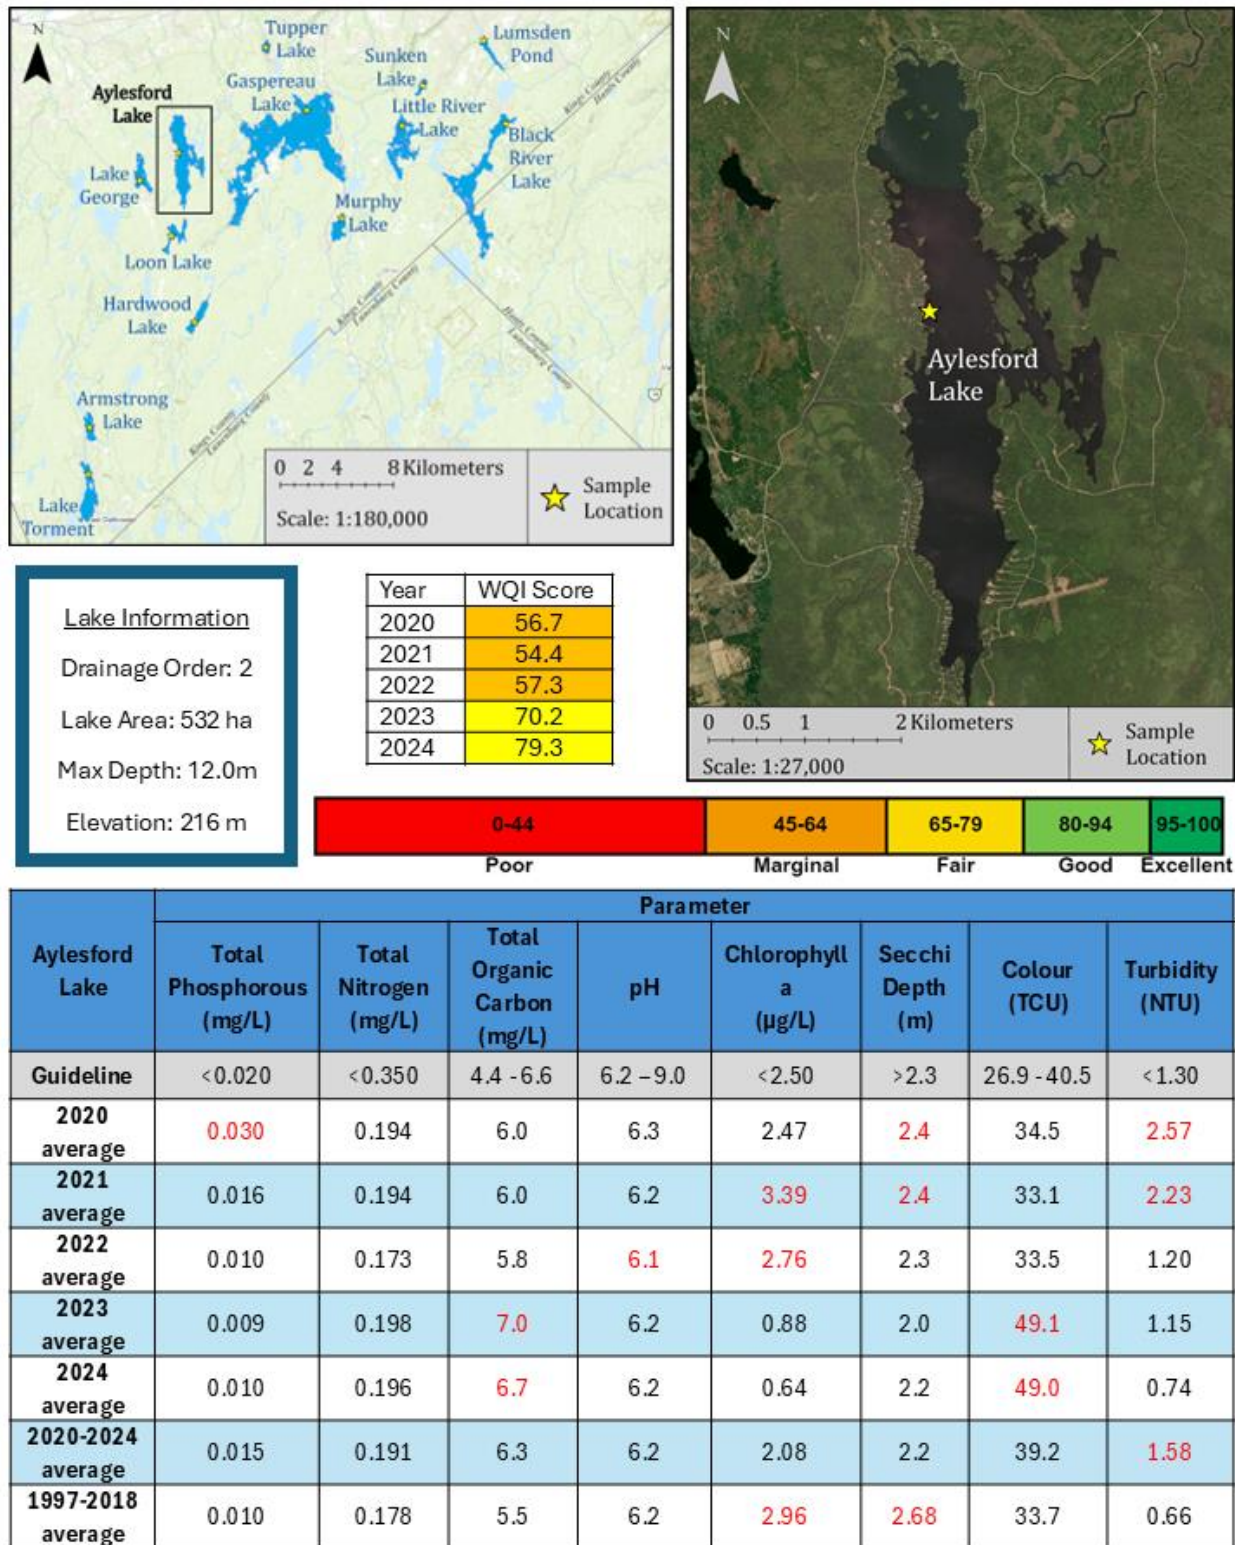 N
Tupper
Lake
Lumsden
Pond
Sunken
Lake
Gaspereau
Lake
Aylesford
Lake
Little River
Lake
Black
River
Lake
Lake
George
Murphy
Lake
Loon Lake
Hardwood
Lake
Armstrong
Lake
Lake
Torment
Kings County
Hants County
Kings County
Lunenburg County
Hants County
Lunenburg County
Kings County
Lunenburg County
0 2 4 8 Kilometers
Scale: 1:180,000
Sample
Location
N
Aylesford
Lake
0 0.5 1 2 Kilometers
Scale: 1:27,000
Sample
Location
Lake Information
Drainage Order: 2
Lake Area: 532 ha
Max Depth: 12.0m
Elevation: 216 m
Year WQI Score
2020 56.7
2021 54.4
2022 57.3
2023 70.2
2024 79.3
0-44 45-64 65-79 80-94 95-100
Poor Marginal Fair Good Excellent
Aylesford Lake Parameter
Total Phosphorous (mg/L) Total Nitrogen (mg/L) Total Organic Carbon (mg/L) pH Chlorophyll a (µg/L) Secchi Depth (m) Colour (TCU) Turbidity (NTU)
Guideline <0.020 <0.350 4.4 -6.6 6.2 – 9.0 <2.50 >2.3 26.9 - 40.5 <1.30
2020 average 0.030 0.194 6.0 6.3 2.47 2.4 34.5 2.57
2021 average 0.016 0.194 6.0 6.2 3.39 2.4 33.1 2.23
2022 average 0.010 0.173 5.8 6.1 2.76 2.3 33.5 1.20
2023 average 0.009 0.198 7.0 6.2 0.88 2.0 49.1 1.15
2024 average 0.010 0.196 6.7 6.2 0.64 2.2 49.0 0.74
2020-2024 average 0.015 0.191 6.3 6.2 2.08 2.2 39.2 1.58
1997-2018 average 0.010 0.178 5.5 6.2 2.96 2.68 33.7 0.66